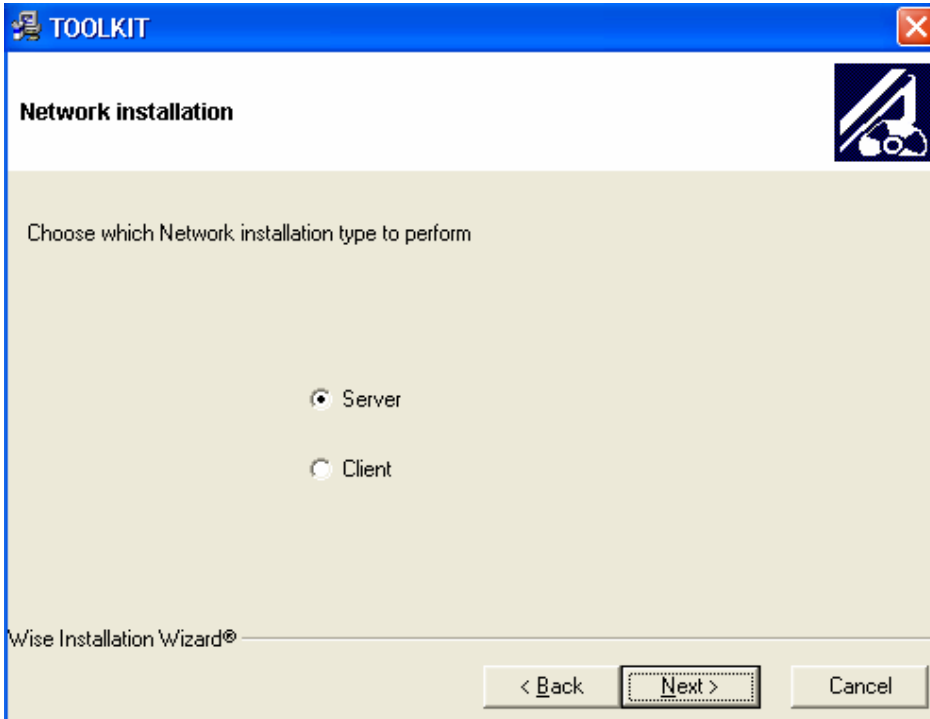 TOOLKIT
Network installation
Choose which Network installation type to perform
Server
Client
Wise Installation Wizard®
< Back Next > Cancel